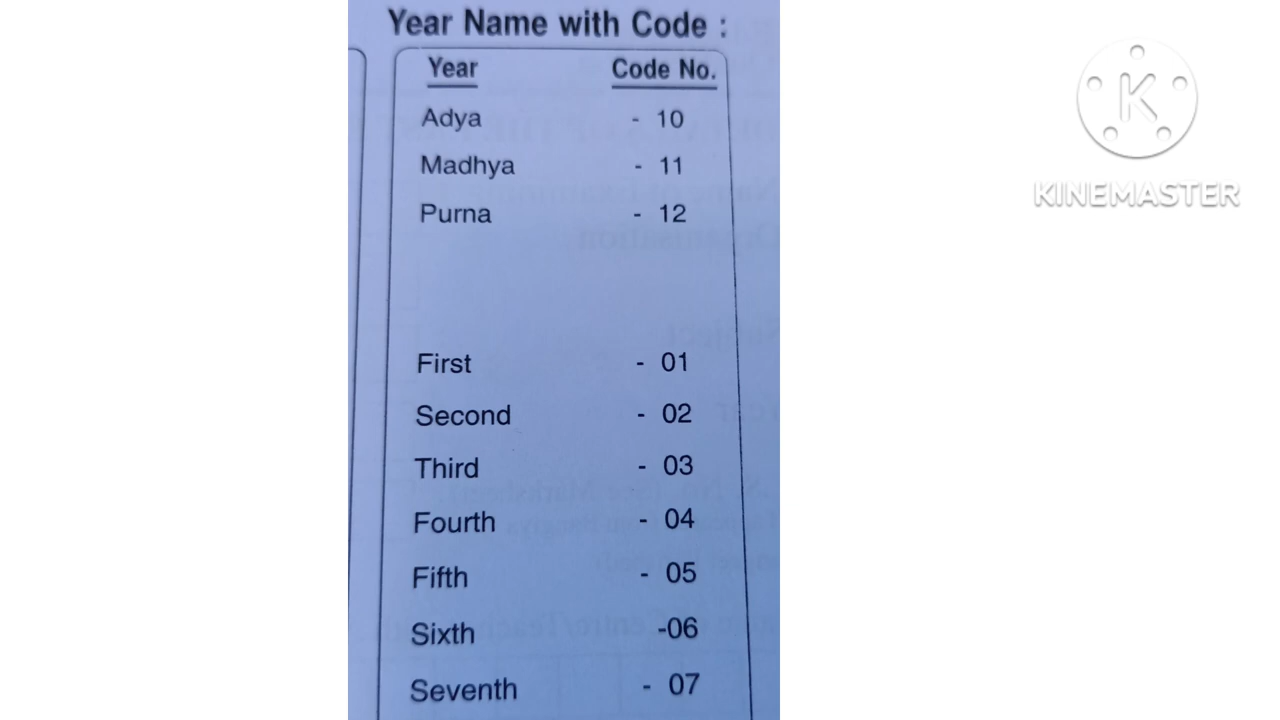 Year Name with Code :
Year Code No.
Adya - 10
Madhya - 11
Purna - 12
First - 01
Second - 02
Third - 03
Fourth - 04
Fifth - 05
Sixth -06
Seventh - 07
K
KINEMASTER